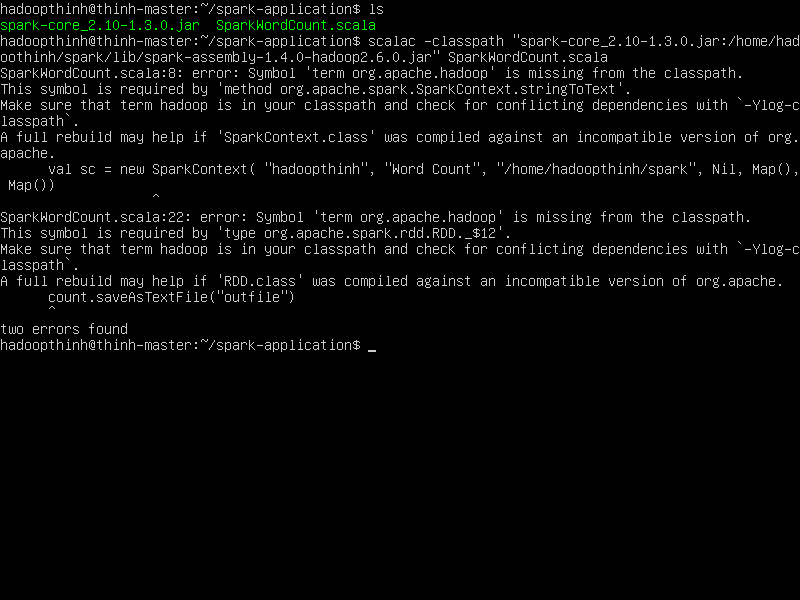 hadoopthinh@thinh-master:~/spark-application$ ls
spark-core_2.10-1.3.0.jar  SparkWordCount.scala
hadoopthinh@thinh-master:~/spark-application$ scalac -classpath "spark-core_2.10-1.3.0.jar:/home/had
oopthinh/spark/lib/spark-assembly-1.4.0-hadoop2.6.0.jar" SparkWordCount.scala
SparkWordCount.scala:8: error: Symbol 'term org.apache.hadoop' is missing from the classpath.
This symbol is required by 'method org.apache.spark.SparkContext.stringToText'.
Make sure that term hadoop is in your classpath and check for conflicting dependencies with `-Ylog-c
lasspath`.
A full rebuild may help if 'SparkContext.class' was compiled against an incompatible version of org.
apache.
      val sc = new SparkContext( "hadoopthinh", "Word Count", "/home/hadoopthinh/spark", Nil, Map(),
 Map())
                   ^
SparkWordCount.scala:22: error: Symbol 'term org.apache.hadoop' is missing from the classpath.
This symbol is required by 'type org.apache.spark.rdd.RDD._$12'.
Make sure that term hadoop is in your classpath and check for conflicting dependencies with `-Ylog-c
lasspath`.
A full rebuild may help if 'RDD.class' was compiled against an incompatible version of org.apache.
      count.saveAsTextFile("outfile")
      ^
two errors found
hadoopthinh@thinh-master:~/spark-application$ _